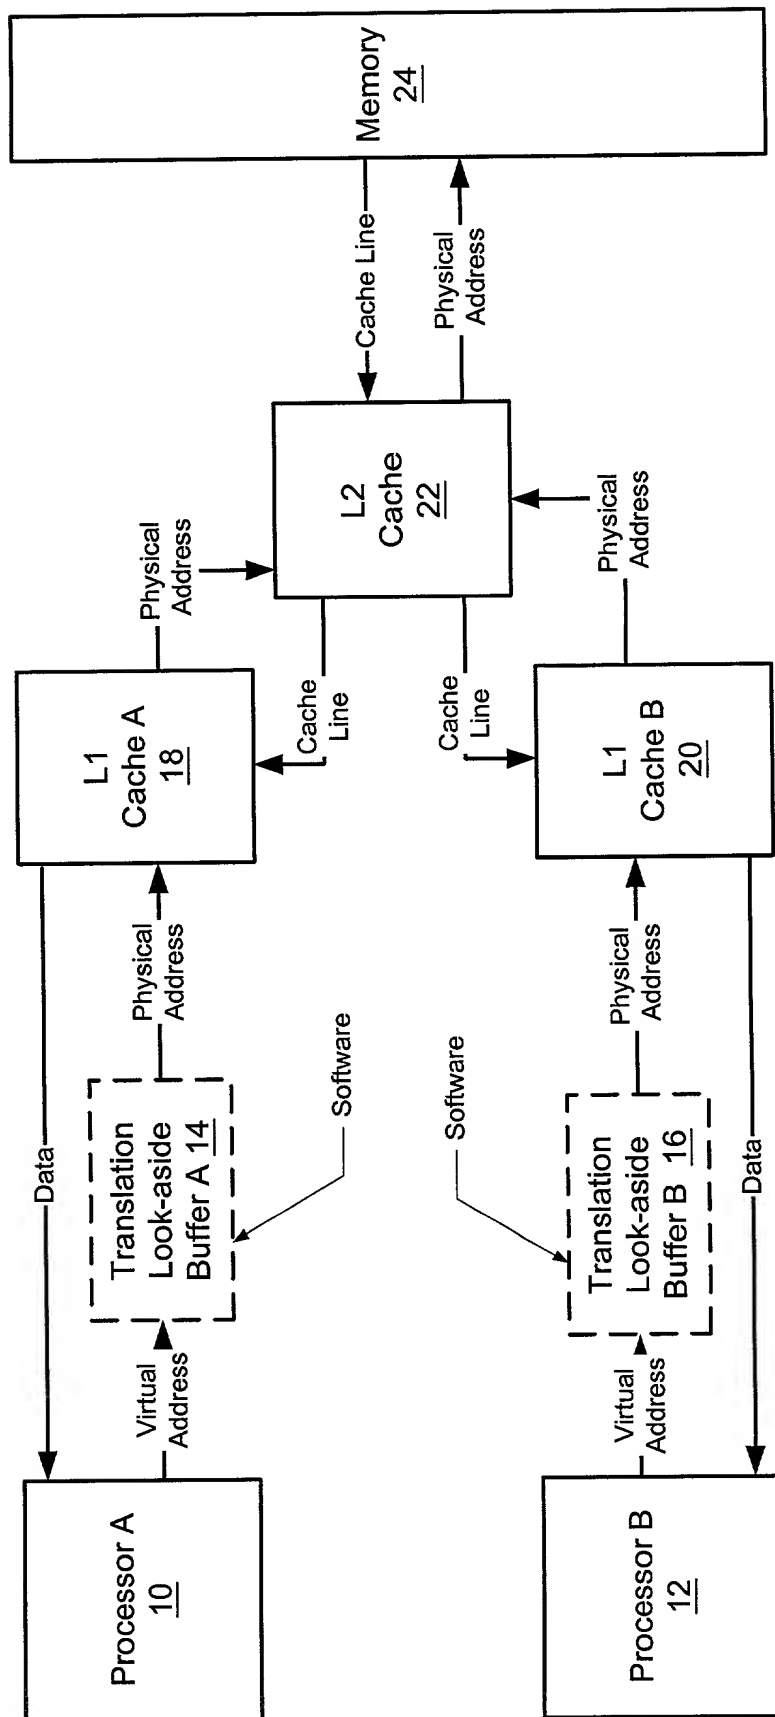 Processor A
10
Virtual
Address
Translation
Look-aside
Buffer A 14
Software
Physical
Address
Data
L1
Cache A
18
Physical
Address
Cache
Line
L2
Cache
22
Cache Line
Physical
Address
Memory
24
Processor B
12
Virtual
Address
Translation
Look-aside
Buffer B 16
Software
Physical
Address
Data
L1
Cache B
20
Physical
Address
Cache
Line